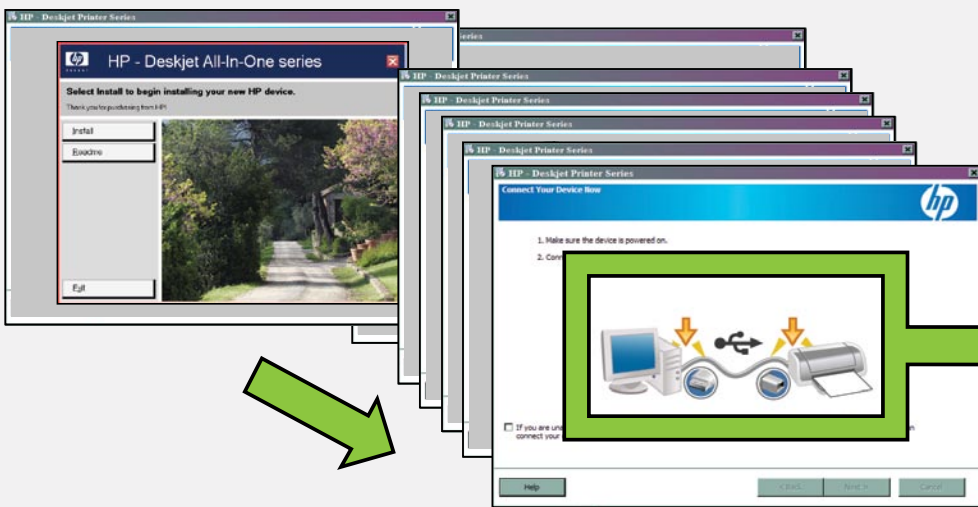 HP - Deskjet Printer Series
HP - Deskjet All-In-One series
Select Install to begin installing your new HP device.
Thank you for purchasing from HP!
Install
Readme
Exit
Series
HP - Deskjet Printer Series
HP - Deskjet Printer Series
HP - Deskjet Printer Series
HP - Deskjet Printer Series
HP - Deskjet Printer Series
Connect Your Device Now
hp
1. Make sure the device is powered on.
2. Conn
If you are una
connect your
Help
< Back
Next >
Cancel